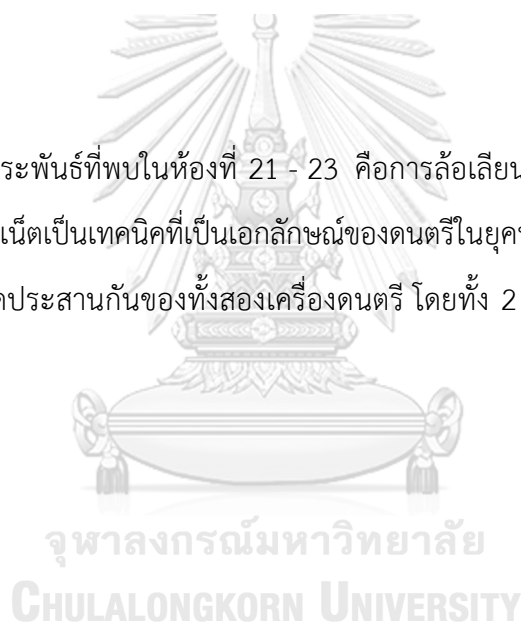 ระพันธ์ที่พบในห้องที่ 21 - 23 คือการล้อเลียน
เน็ตเป็นเทคนิคที่เป็นเอกลักษณ์ของดนตรีในยุค
ประสานกันของทั้งสองเครื่องดนตรี โดยทั้ง 2
จุฬาลงกรณ์มหาวิทยาลัย
CHULALONGKORN UNIVERSITY